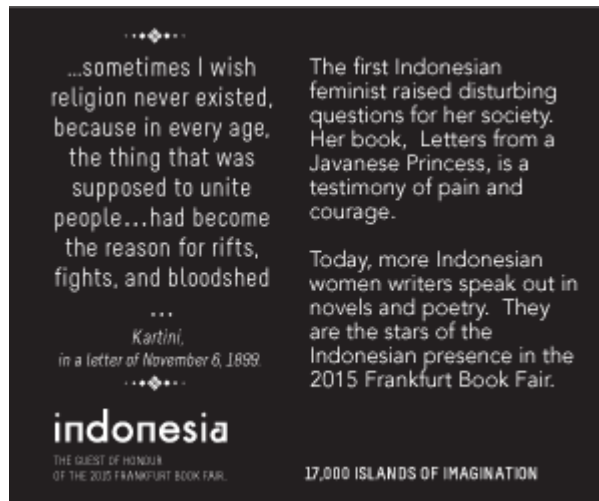 ...sometimes I wish
religion never existed,
because in every age,
the thing that was
supposed to unite
people...had become
the reason for rifts,
fights, and bloodshed
...
Kartini,
in a letter of November 6, 1899.
indonesia
THE GUEST OF HONOUR
OF THE 2015 FRANKFURT BOOK FAIR.
The first Indonesian
feminist raised disturbing
questions for her society.
Her book, Letters from a
Javanese Princess, is a
testimony of pain and
courage.
Today, more Indonesian
women writers speak out in
novels and poetry. They
are the stars of the
Indonesian presence in the
2015 Frankfurt Book Fair.
17,000 ISLANDS OF IMAGINATION